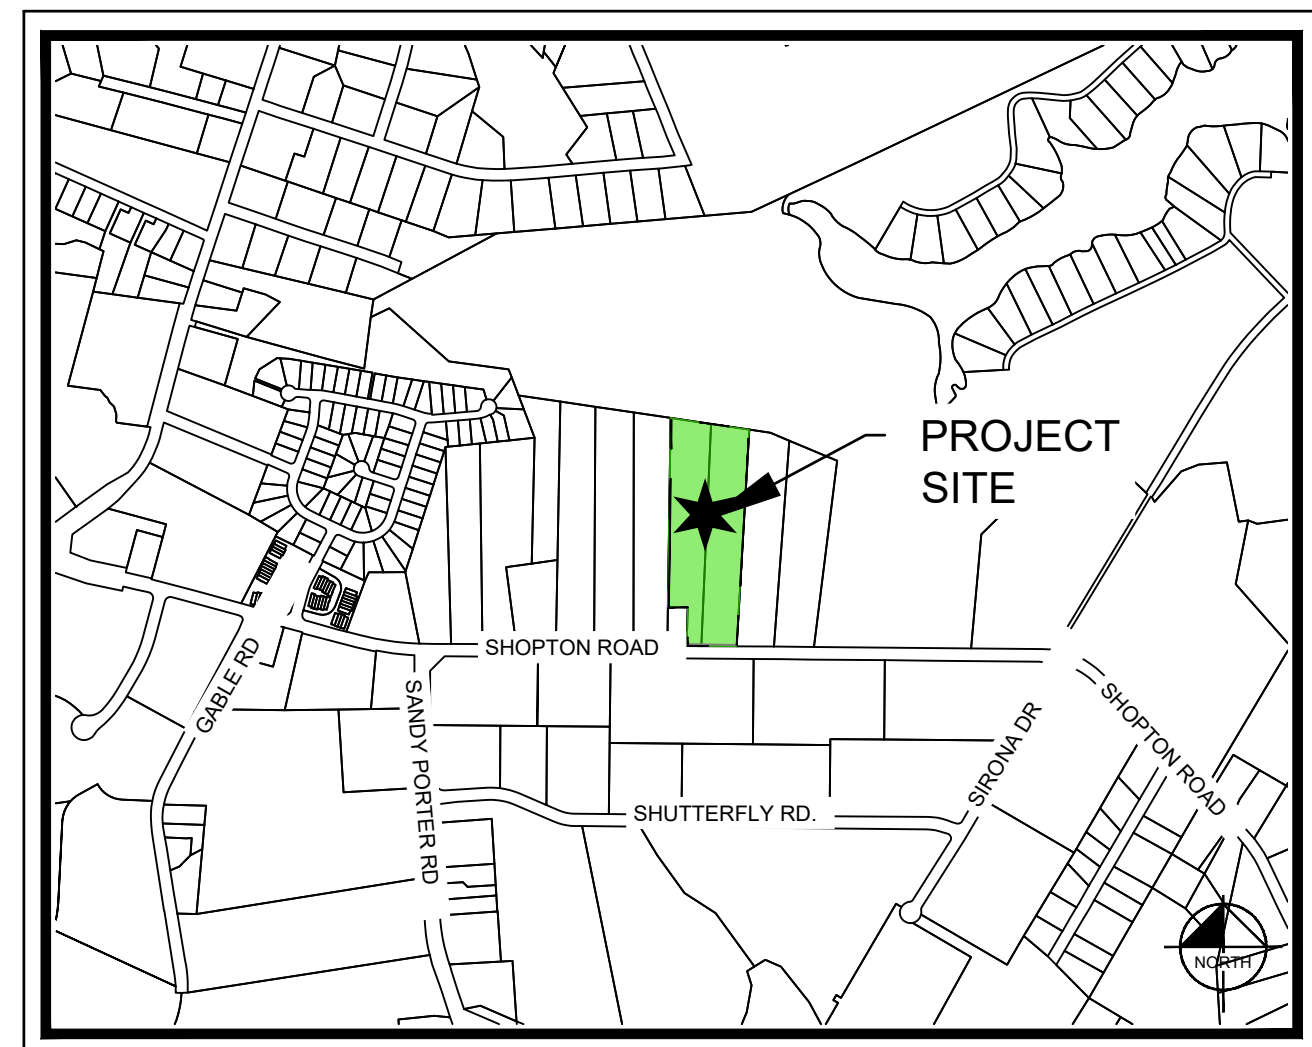 PROJECT
SITE
SHOPTON ROAD
GABLE RD
SANDY PORTER RD
SHOPTON ROAD
SIRONA DR
SHUTTERFLY RD.
NORTH